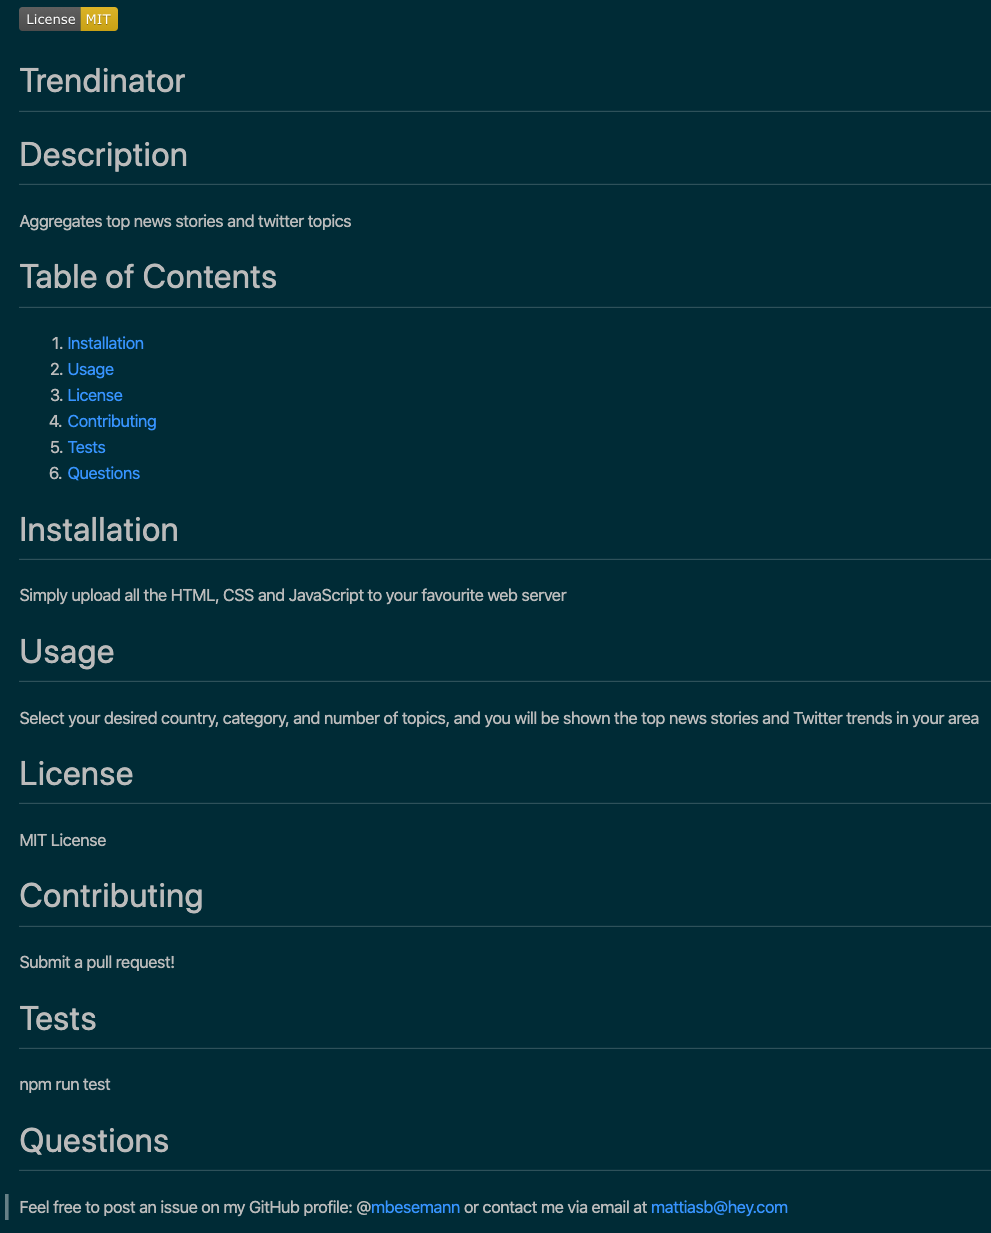 License MIT
Trendinator
Description
Aggregates top news stories and twitter topics
Table of Contents
1. Installation
2. Usage
3. License
4. Contributing
5. Tests
6. Questions
Installation
Simply upload all the HTML, CSS and JavaScript to your favourite web server
Usage
Select your desired country, category, and number of topics, and you will be shown the top news stories and Twitter trends in your area
License
MIT License
Contributing
Submit a pull request!
Tests
npm run test
Questions
Feel free to post an issue on my GitHub profile: @mbesemann or contact me via email at mattiasb@hey.com